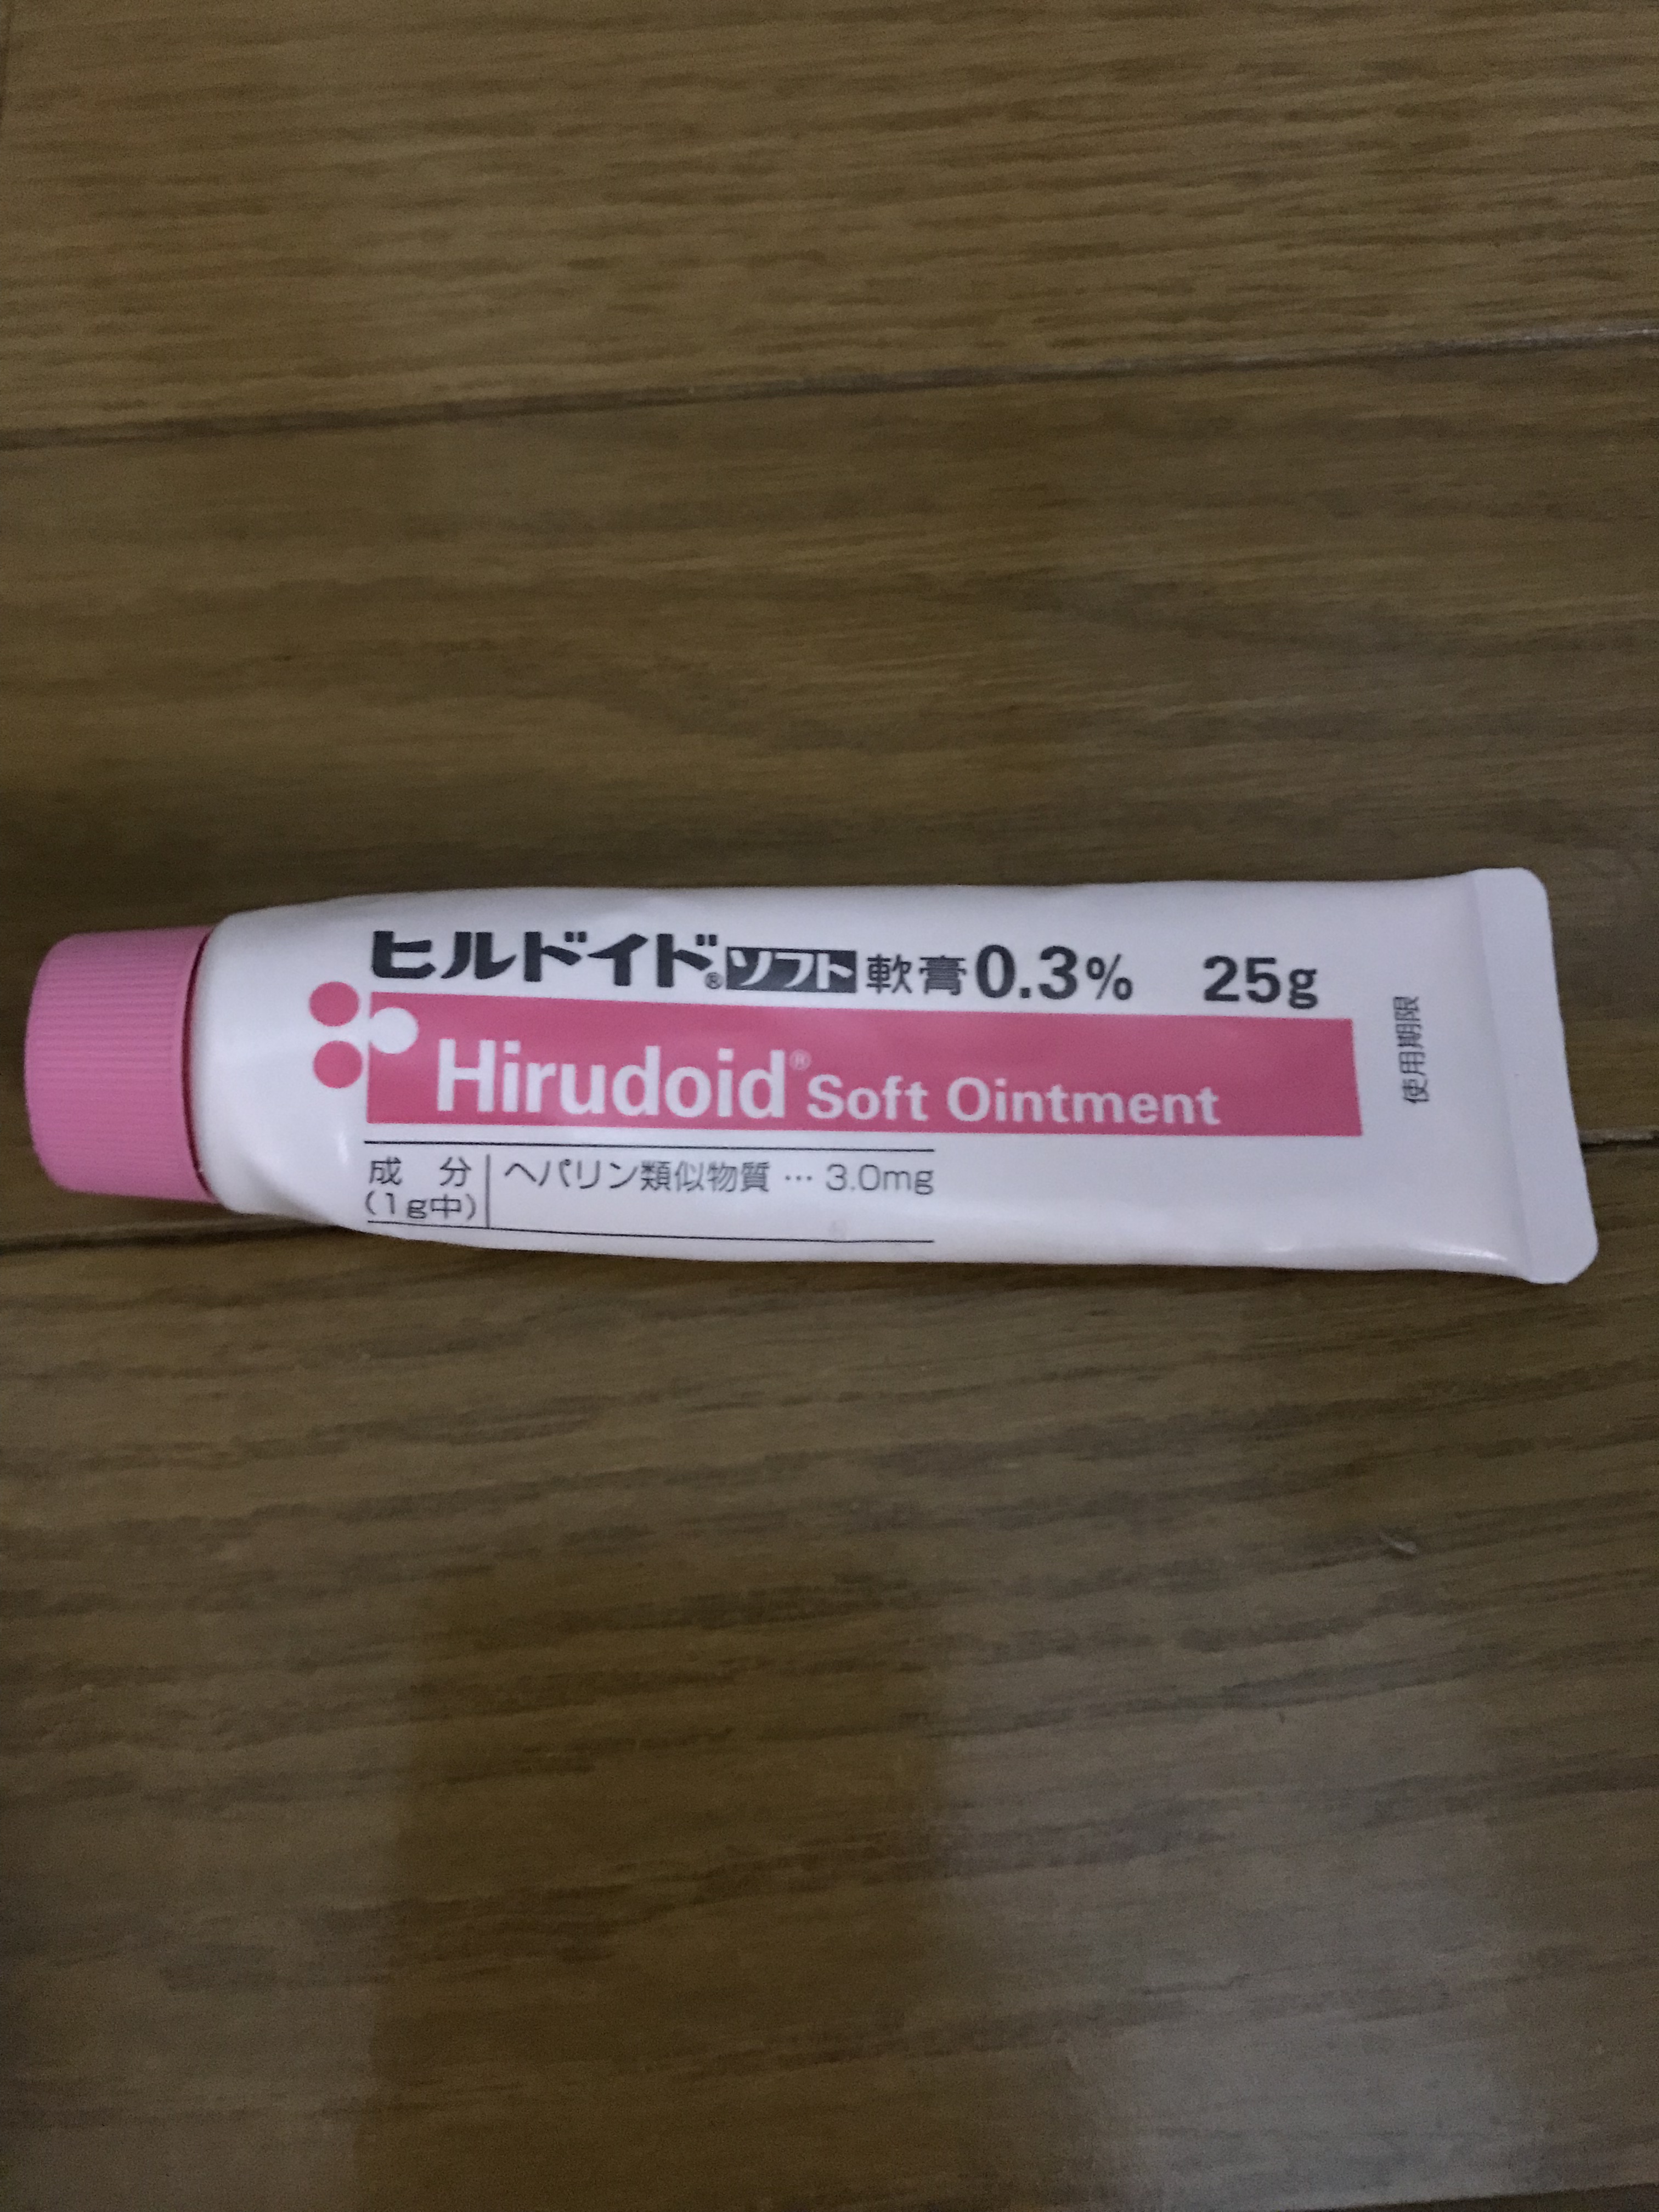 ヒルドイド®ソフト軟膏0.3% 25g
Hirudoid® Soft Ointment
成 分 ヘパリン類似物質 … 3.0mg
(1g中)
使用期限